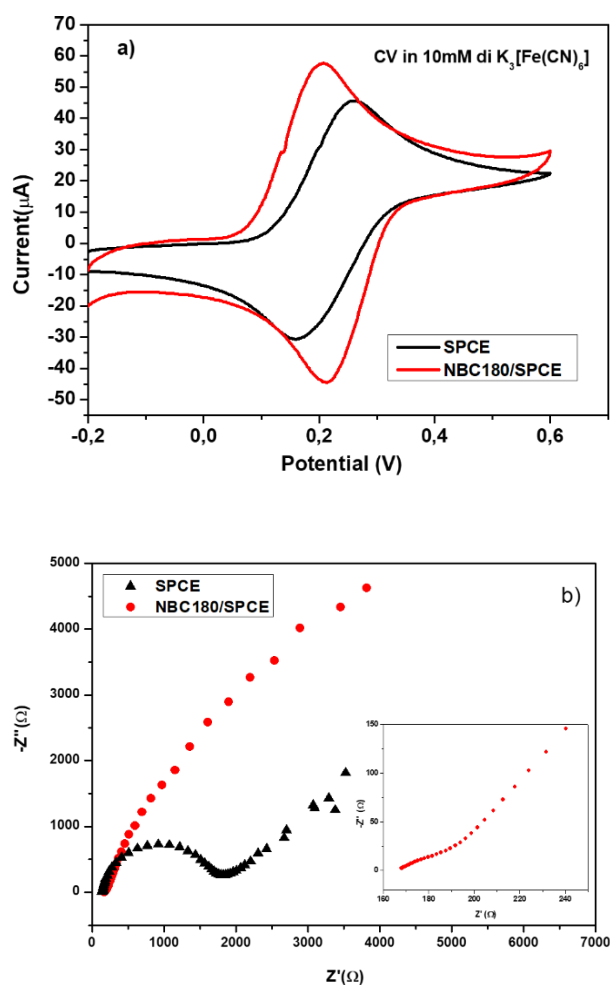 a)
CV in 10mM di K₃[Fe(CN)₆]
70
60
50
40
30
20
10
0
-10
-20
-30
-40
-50
Current(µA)
SPCE
NBC180/SPCE
-0,2 0,0 0,2 0,4 0,6
Potential (V)
b)
SPCE
NBC180/SPCE
5000
4000
3000
2000
1000
0
-Z''(Ω)
150
100
50
0
-Z'' (Ω)
160 180 200 220 240
Z' (Ω)
0 1000 2000 3000 4000 5000 6000 7000
Z'(Ω)